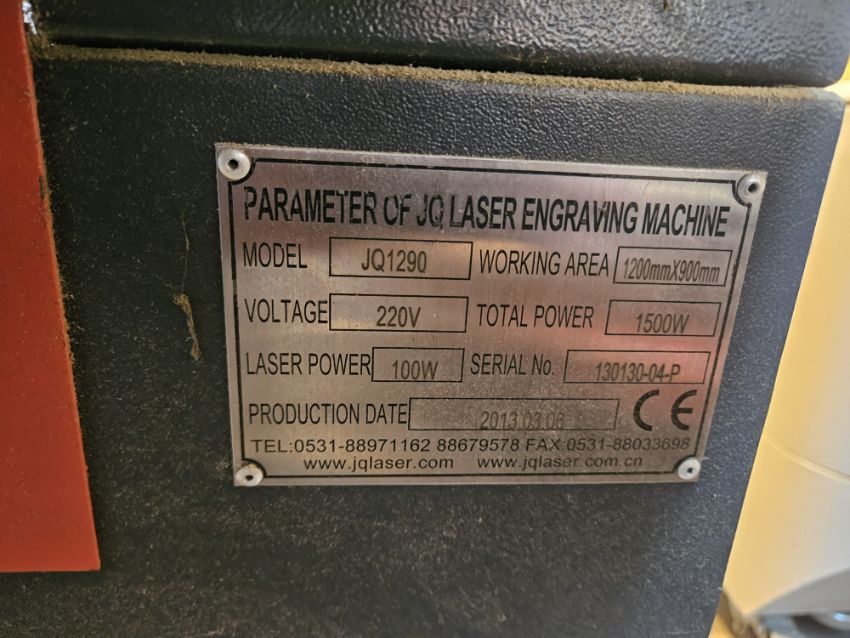 PARAMETER OF JQ LASER ENGRAVING MACHINE
MODEL JQ1290 WORKING AREA 1200mmX900mm
VOLTAGE 220V TOTAL POWER 1500W
LASER POWER 100W SERIAL No. 130130-04-P
PRODUCTION DATE 2013.03.06 CE
TEL:0531-88971162 88679578 FAX:0531-88033698
www.jqlaser.com www.jqlaser.com.cn